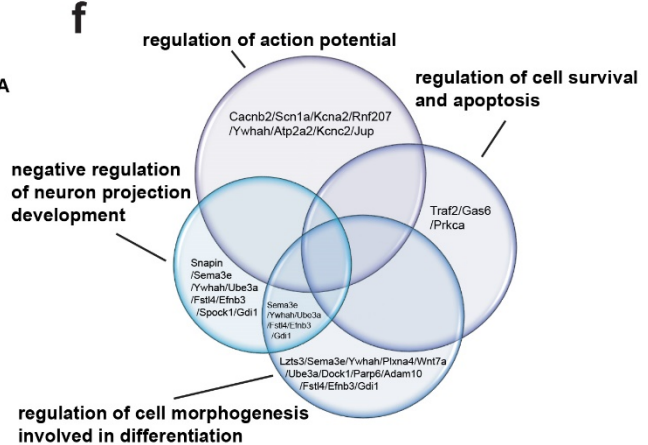 f
regulation of action potential
A
regulation of cell survival
and apoptosis
Cacnb2/Scn1a/Kcna2/Rnf207
/Ywhah/Atp2a2/Kcnc2/Jup
negative regulation
of neuron projection
development
Traf2/Gas6
/Prkca
Snapin
/Sema3e
/Ywhah/Ube3a
/Fstl4/Efnb3
/Spock1/Gdi1
Sema3e
/Ywhah/Ube3a
/Fstl4/Efnb3
/Gdi1
Lzts3/Sema3e/Ywhah/Plxna4/Wnt7a
/Ube3a/Dock1/Parp6/Adam10
/Fstl4/Efnb3/Gdi1
regulation of cell morphogenesis
involved in differentiation